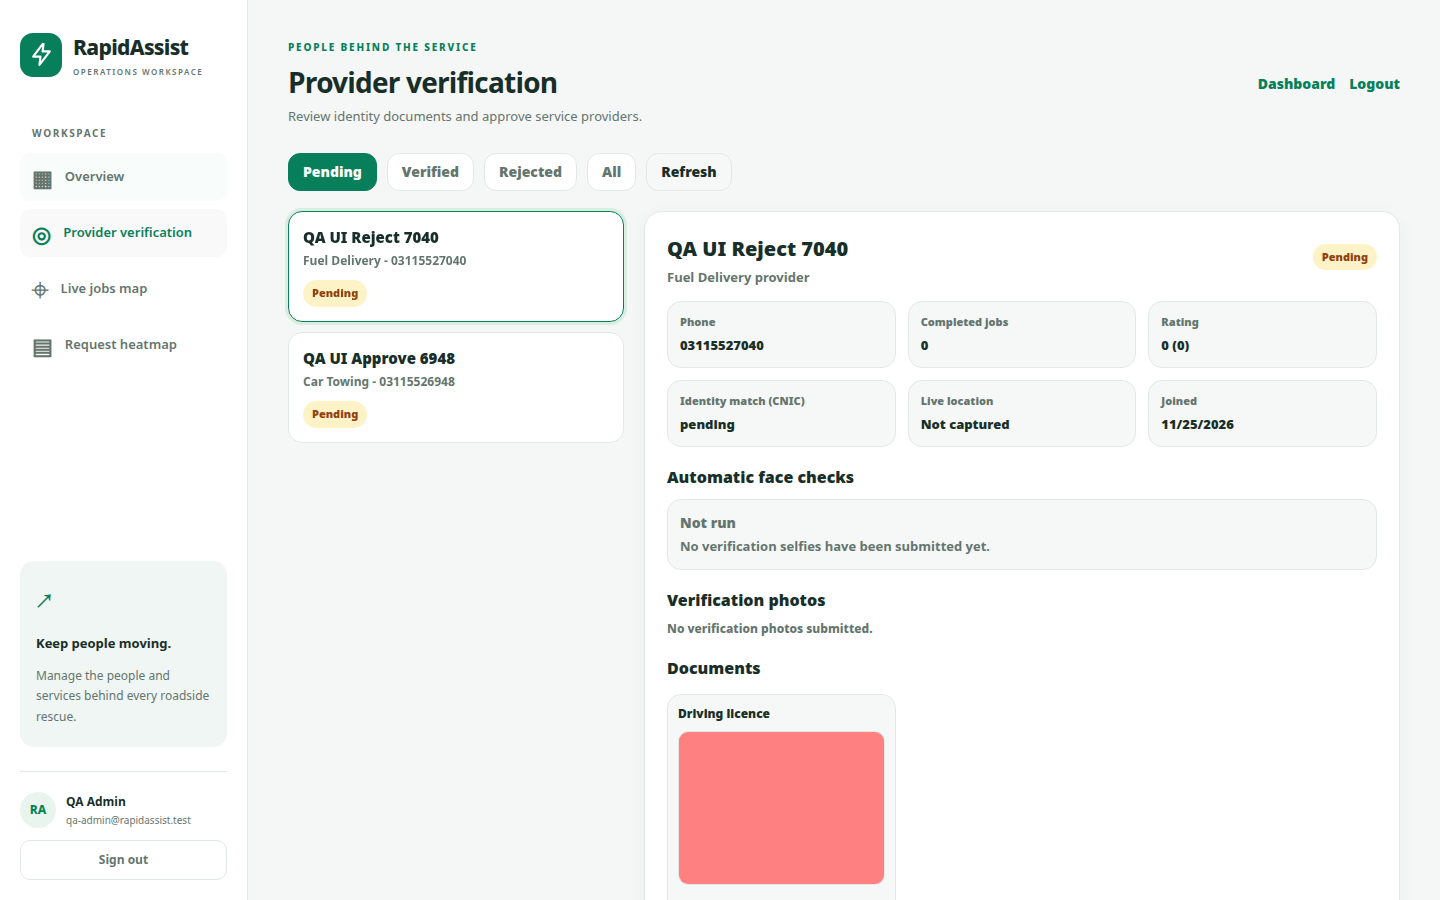 RapidAssist
OPERATIONS WORKSPACE
WORKSPACE
Overview
Provider verification
Live jobs map
Request heatmap
Keep people moving.
Manage the people and
services behind every roadside
rescue.
RA
QA Admin
qa-admin@rapidassist.test
Sign out
PEOPLE BEHIND THE SERVICE
Provider verification
Review identity documents and approve service providers.
Dashboard Logout
Pending Verified Rejected All Refresh
QA UI Reject 7040
Fuel Delivery - 03115527040
Pending
QA UI Approve 6948
Car Towing - 03115526948
Pending
QA UI Reject 7040
Fuel Delivery provider
Pending
Phone
03115527040
Completed jobs
0
Rating
0 (0)
Identity match (CNIC)
pending
Live location
Not captured
Joined
11/25/2026
Automatic face checks
Not run
No verification selfies have been submitted yet.
Verification photos
No verification photos submitted.
Documents
Driving licence